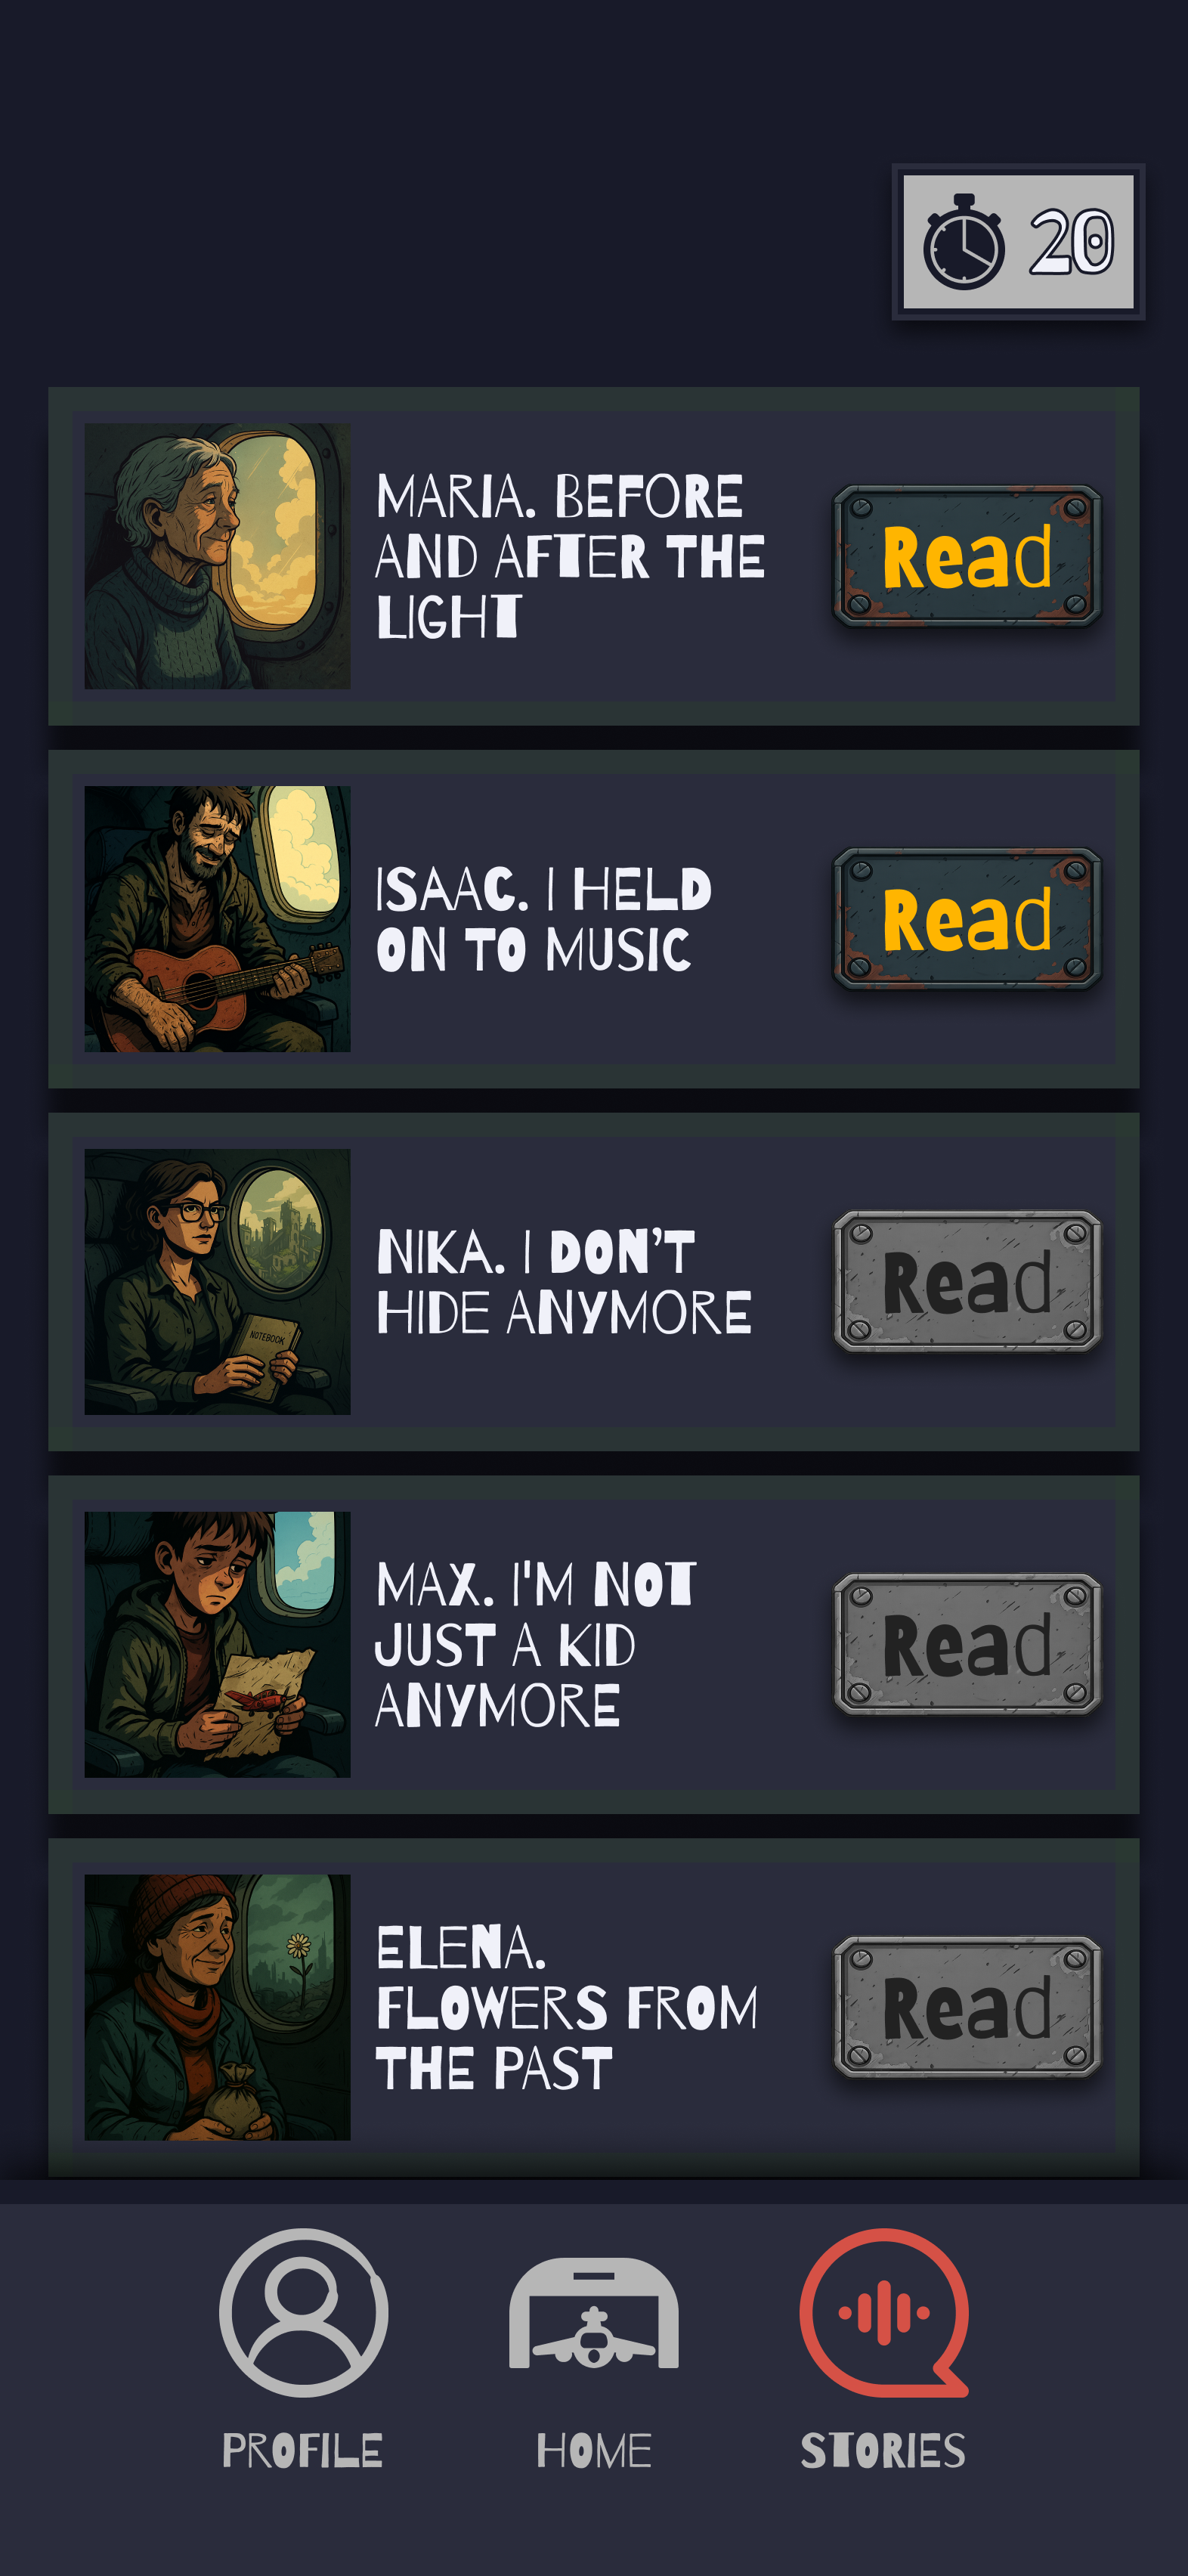 20
MARIA. BEFORE
AND AFTER THE
LIGHT
Read
ISAAC. I HELD
ON TO MUSIC
Read
NOTEBOOK
NIKA. I DON'T
HIDE ANYMORE
Read
MAX. I'M NOT
JUST A KID
ANYMORE
Read
ELENA.
FLOWERS FROM
THE PAST
Read
PROFILE
HOME
STORIES